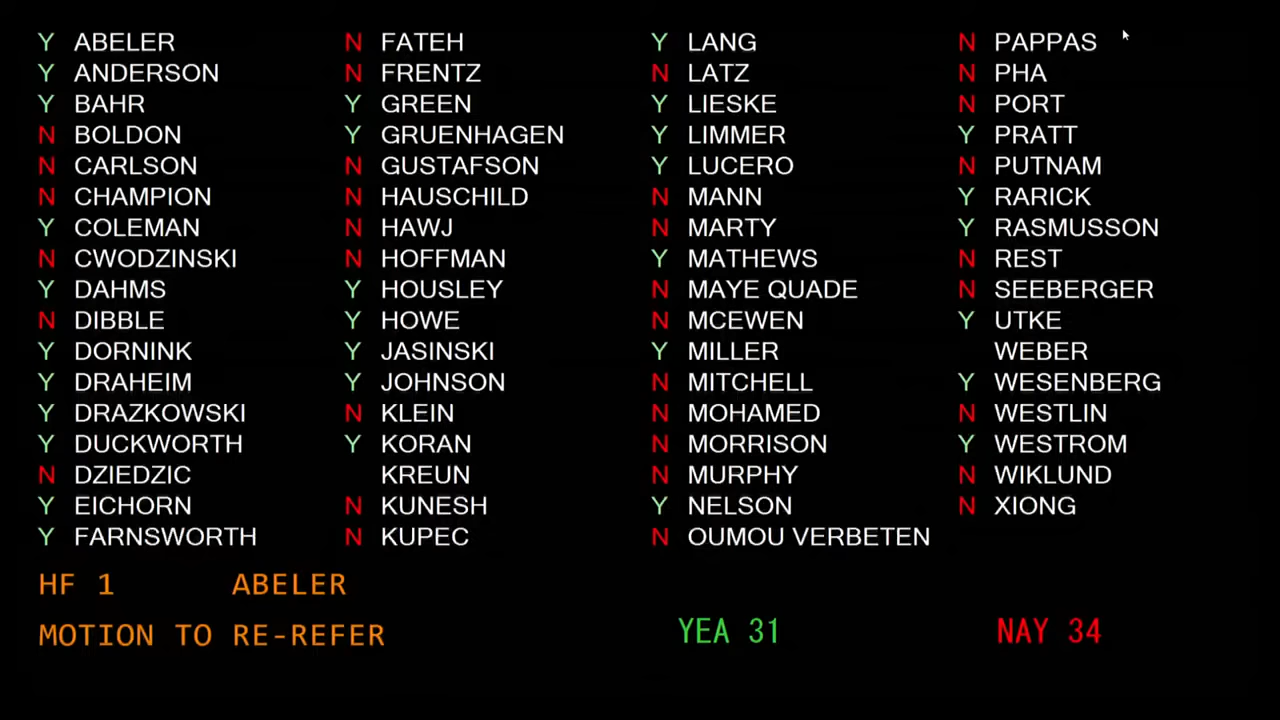 Y ABELER N FATEH Y LANG N PAPPAS
Y ANDERSON N FRENTZ N LATZ N PHA
Y BAHR Y GREEN Y LIESKE N PORT
N BOLDON Y GRUENHAGEN Y LIMMER Y PRATT
N CARLSON N GUSTAFSON Y LUCERO N PUTNAM
N CHAMPION N HAUSCHILD N MANN Y RARICK
Y COLEMAN N HAWJ N MARTY Y RASMUSSON
N CWODZINSKI N HOFFMAN Y MATHEWS N REST
Y DAHMS Y HOUSLEY N MAYE QUADE N SEEBERGER
N DIBBLE Y HOWE N MCEWEN Y UTKE
Y DORNINK Y JASINSKI Y MILLER WEBER
Y DRAHEIM Y JOHNSON N MITCHELL Y WESENBERG
Y DRAZKOWSKI N KLEIN N MOHAMED N WESTLIN
Y DUCKWORTH Y KORAN N MORRISON Y WESTROM
N DZIEDZIC KREUN N MURPHY N WIKLUND
Y EICHORN N KUNESH Y NELSON N XIONG
Y FARNSWORTH N KUPEC N OUMOU VERBETEN
HF 1 ABELER
MOTION TO RE-REFER YEA 31 NAY 34